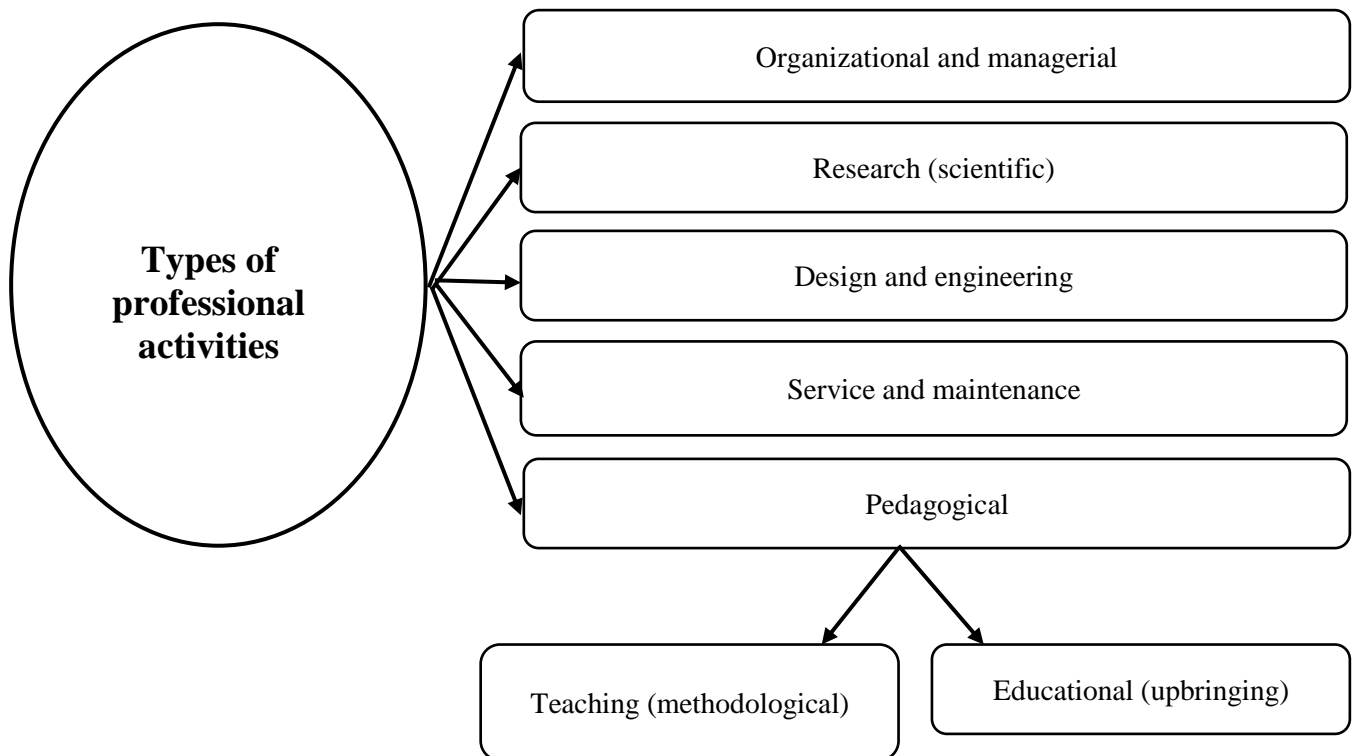 Organizational and managerial
Research (scientific)
Types of
professional
activities
Design and engineering
Service and maintenance
Pedagogical
Teaching (methodological)
Educational (upbringing)